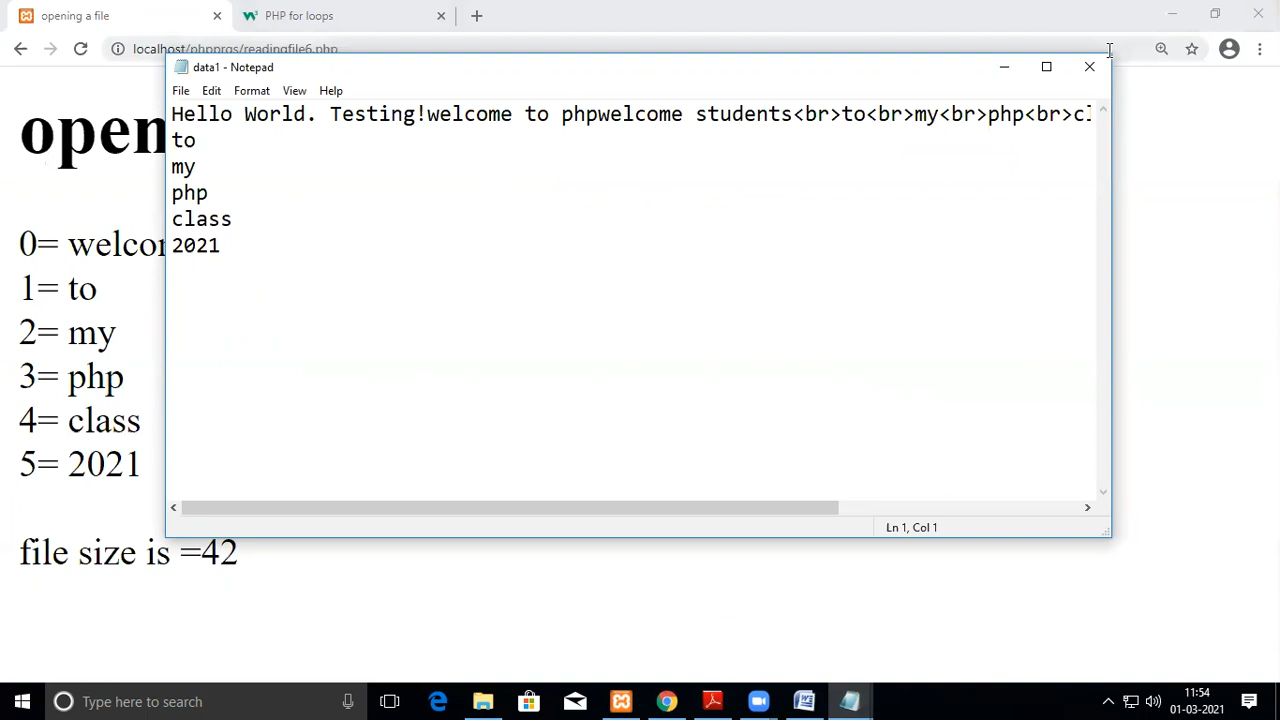 opening a file
PHP for loops
localhost/phpprgs/readingfile6.php
data1 - Notepad
File Edit Format View Help
Hello World. Testing!welcome to phpwelcome students<br>to<br>my<br>php<br>cl
to
my
php
class
2021
Ln 1, Col 1
open
0= welcom
1= to
2= my
3= php
4= class
5= 2021
file size is =42
Type here to search
11:54
01-03-2021